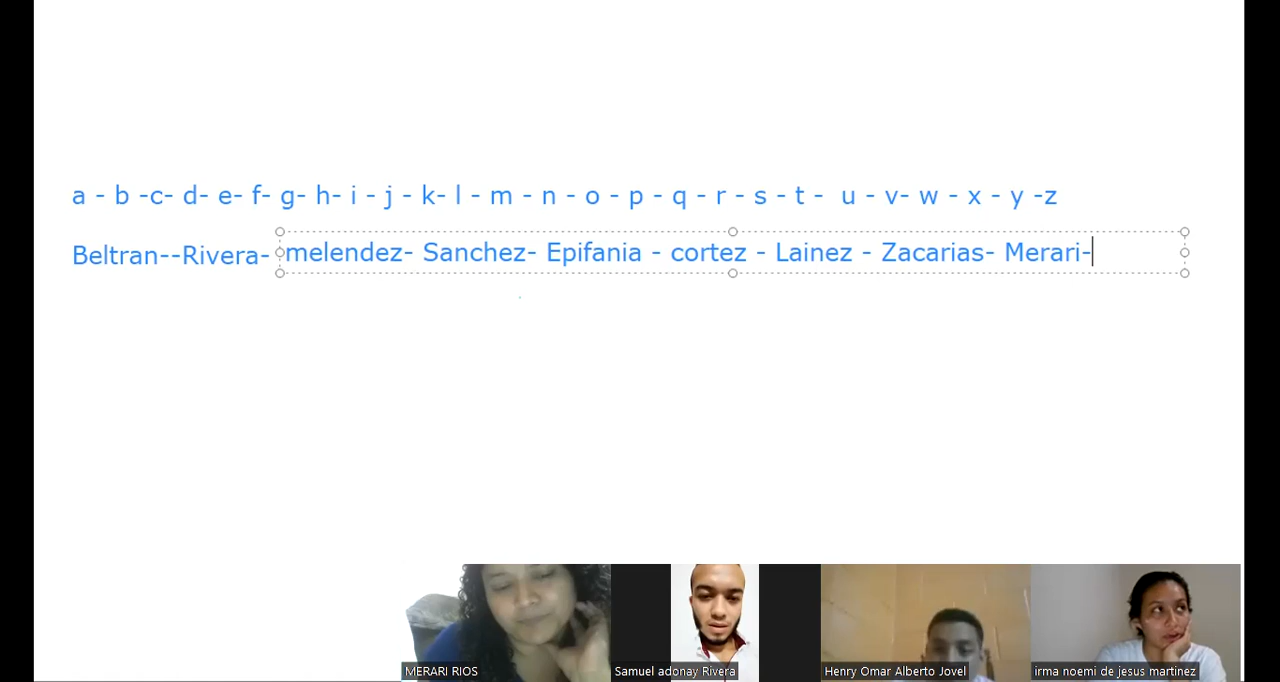 a - b -c- d- e- f- g- h- i - j - k- l - m - n - o - p - q - r - s - t -  u - v- w - x - y -z
Beltran--Rivera- melendez- Sanchez- Epifania - cortez - Lainez - Zacarias- Merari-
MERARI RIOS
Samuel adonay Rivera
Henry Omar Alberto Jovel
irma noemi de jesus martinez